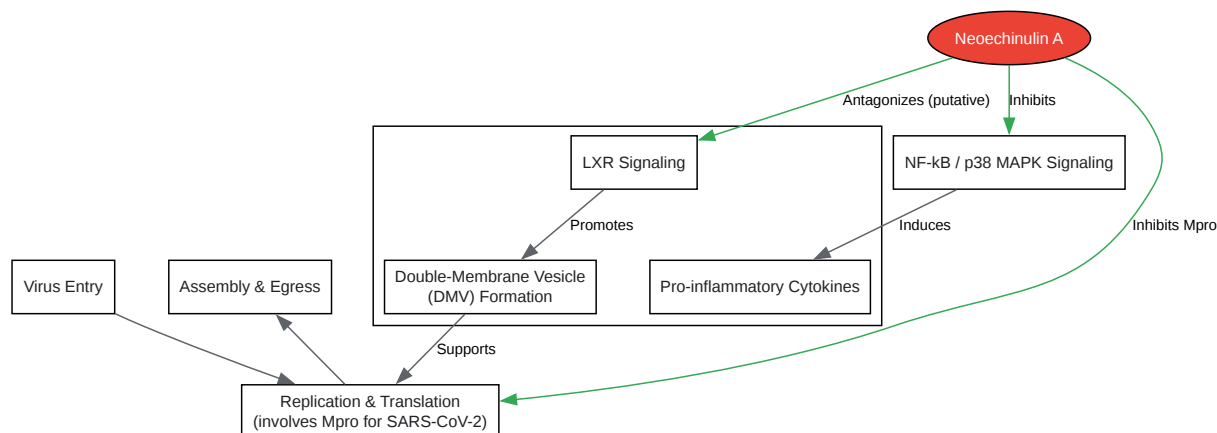 Neoechinulin A
Antagonizes (putative)
Inhibits
LXR Signaling
NF-kB / p38 MAPK Signaling
Promotes
Induces
Inhibits Mpro
Virus Entry
Assembly & Egress
Double-Membrane Vesicle
(DMV) Formation
Pro-inflammatory Cytokines
Supports
Replication & Translation
(involves Mpro for SARS-CoV-2)